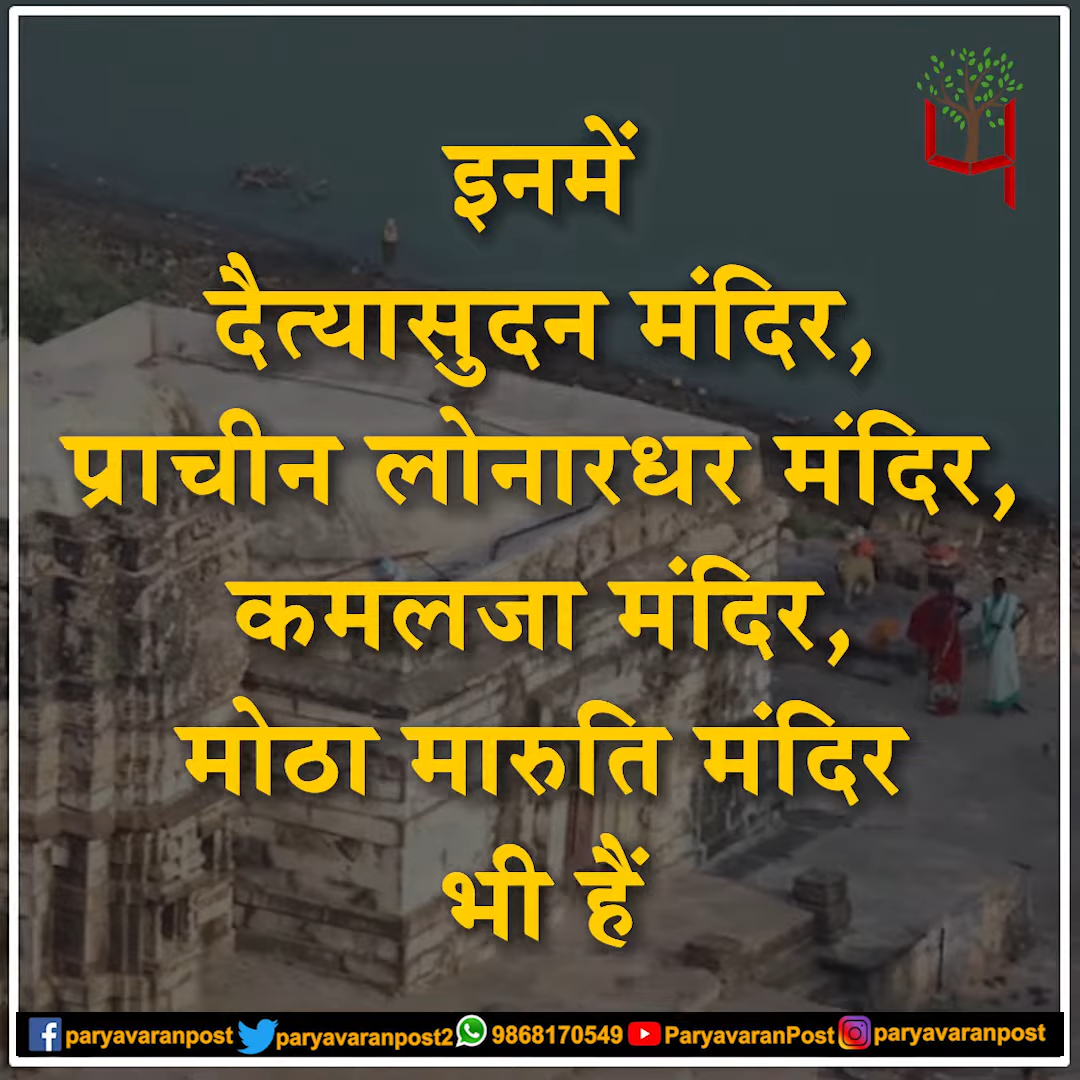 इनमें
दैत्यासुदन मंदिर,
प्राचीन लोनारधर मंदिर,
कमलजा मंदिर,
मोठा मारुति मंदिर
भी हैं
paryavaranpost paryavaranpost2 9868170549 ParyavaranPost paryavaranpost